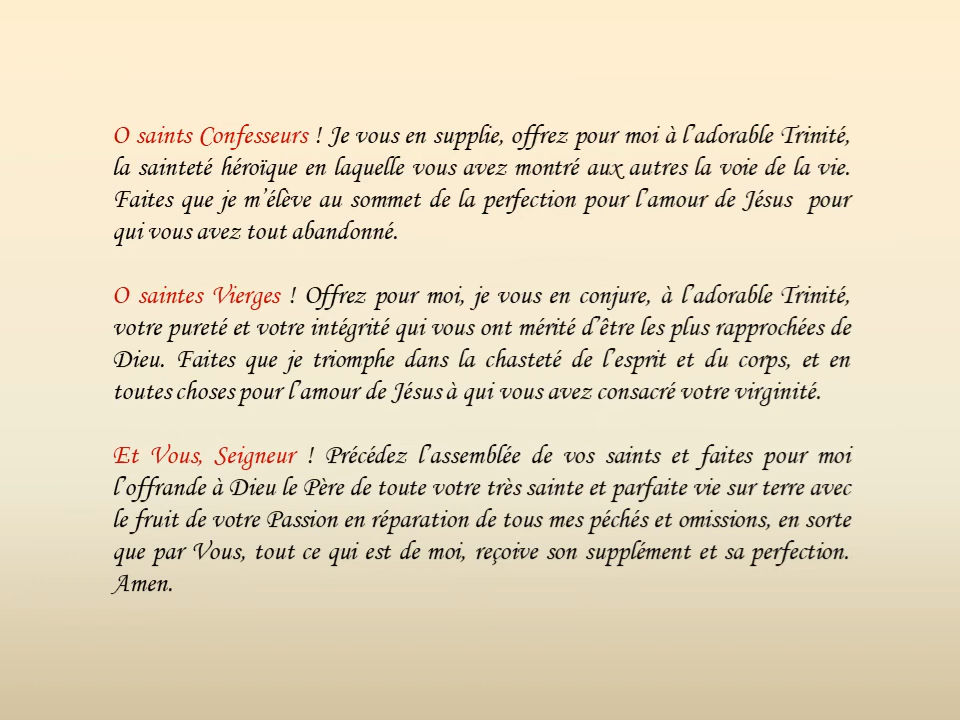 O saints Confesseurs ! Je vous en supplie, offrez pour moi à l’adorable Trinité,
la sainteté héroïque en laquelle vous avez montré aux autres la voie de la vie.
Faites que je m’élève au sommet de la perfection pour l’amour de Jésus pour
qui vous avez tout abandonné.
O saintes Vierges ! Offrez pour moi, je vous en conjure, à l’adorable Trinité,
votre pureté et votre intégrité qui vous ont mérité d’être les plus rapprochées de
Dieu. Faites que je triomphe dans la chasteté de l’esprit et du corps, et en
toutes choses pour l’amour de Jésus à qui vous avez consacré votre virginité.
Et Vous, Seigneur ! Précédez l’assemblée de vos saints et faites pour moi
l’offrande à Dieu le Père de toute votre très sainte et parfaite vie sur terre avec
le fruit de votre Passion en réparation de tous mes péchés et omissions, en sorte
que par Vous, tout ce qui est de moi, reçoive son supplément et sa perfection.
Amen.